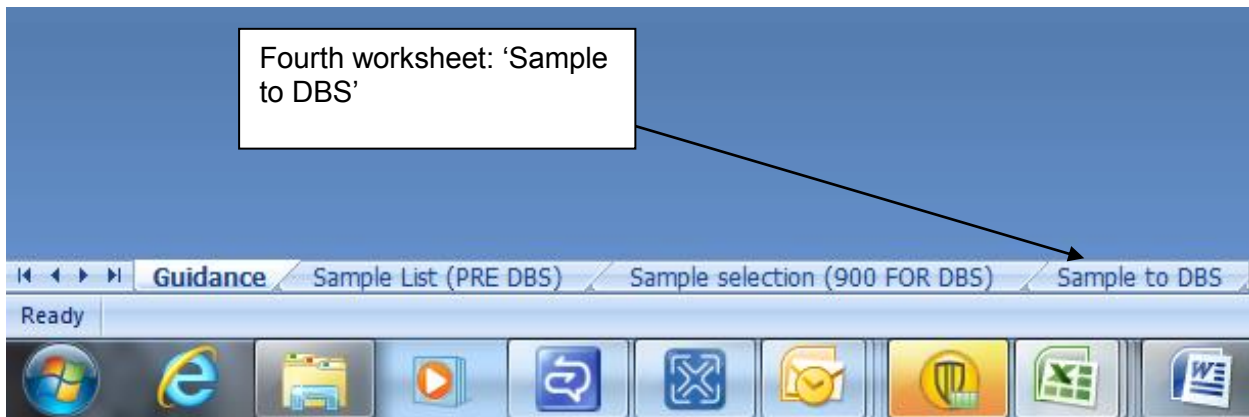 Fourth worksheet: ‘Sample
to DBS’
Guidance Sample List (PRE DBS) Sample selection (900 FOR DBS) Sample to DBS
Ready